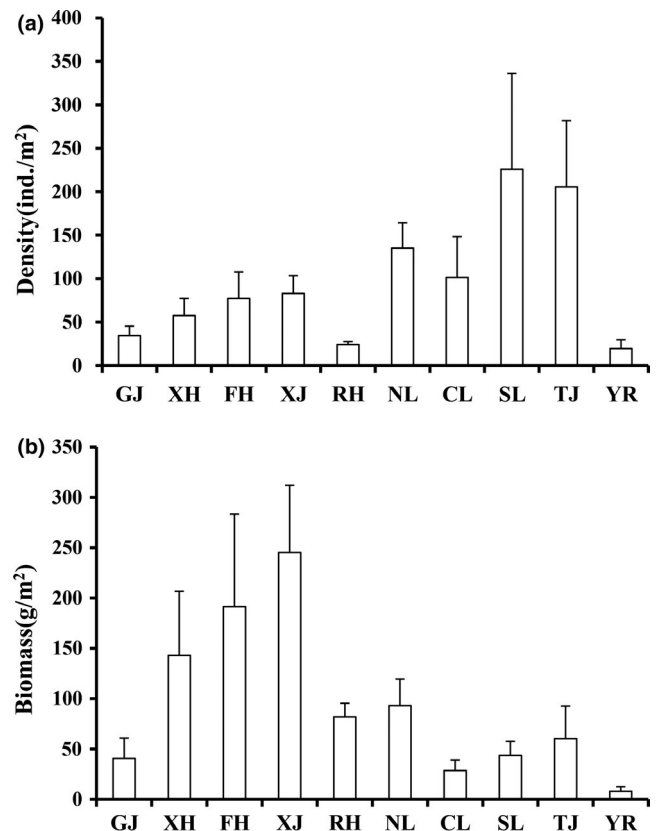 (a)
400
350
300
250
200
150
100
50
0
Density(ind./m²)
GJ XH FH XJ RH NL CL SL TJ YR
(b)
350
300
250
200
150
100
50
0
Biomass(g/m²)
GJ XH FH XJ RH NL CL SL TJ YR